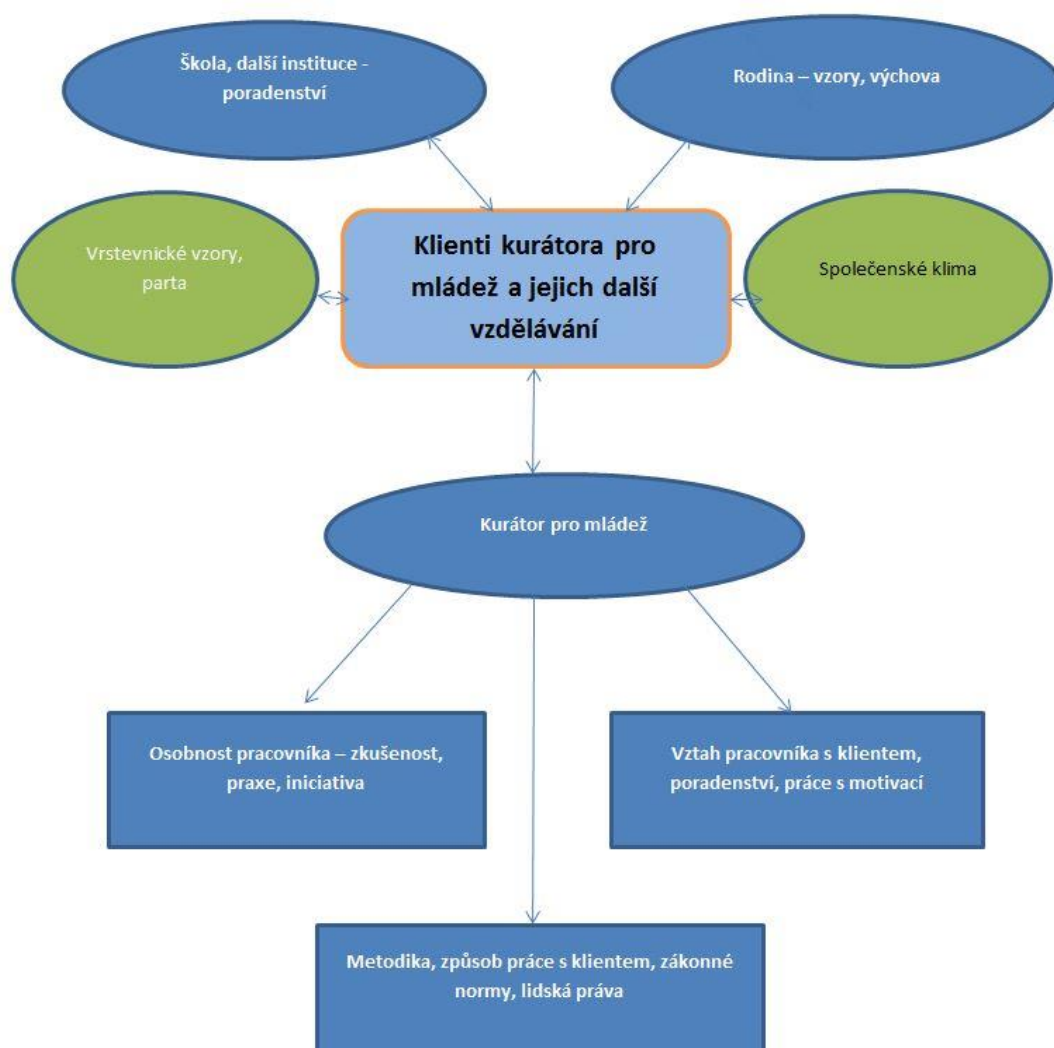 Škola, další instituce -
poradenství
Rodina – vzory, výchova
Vrstevnické vzory,
parta
Klienti kurátora pro
mládež a jejich další
vzdělávání
Společenské klima
Kurátor pro mládež
Osobnost pracovníka – zkušenost,
praxe, iniciativa
Vztah pracovníka s klientem,
poradenství, práce s motivací
Metodika, způsob práce s klientem, zákonné
normy, lidská práva